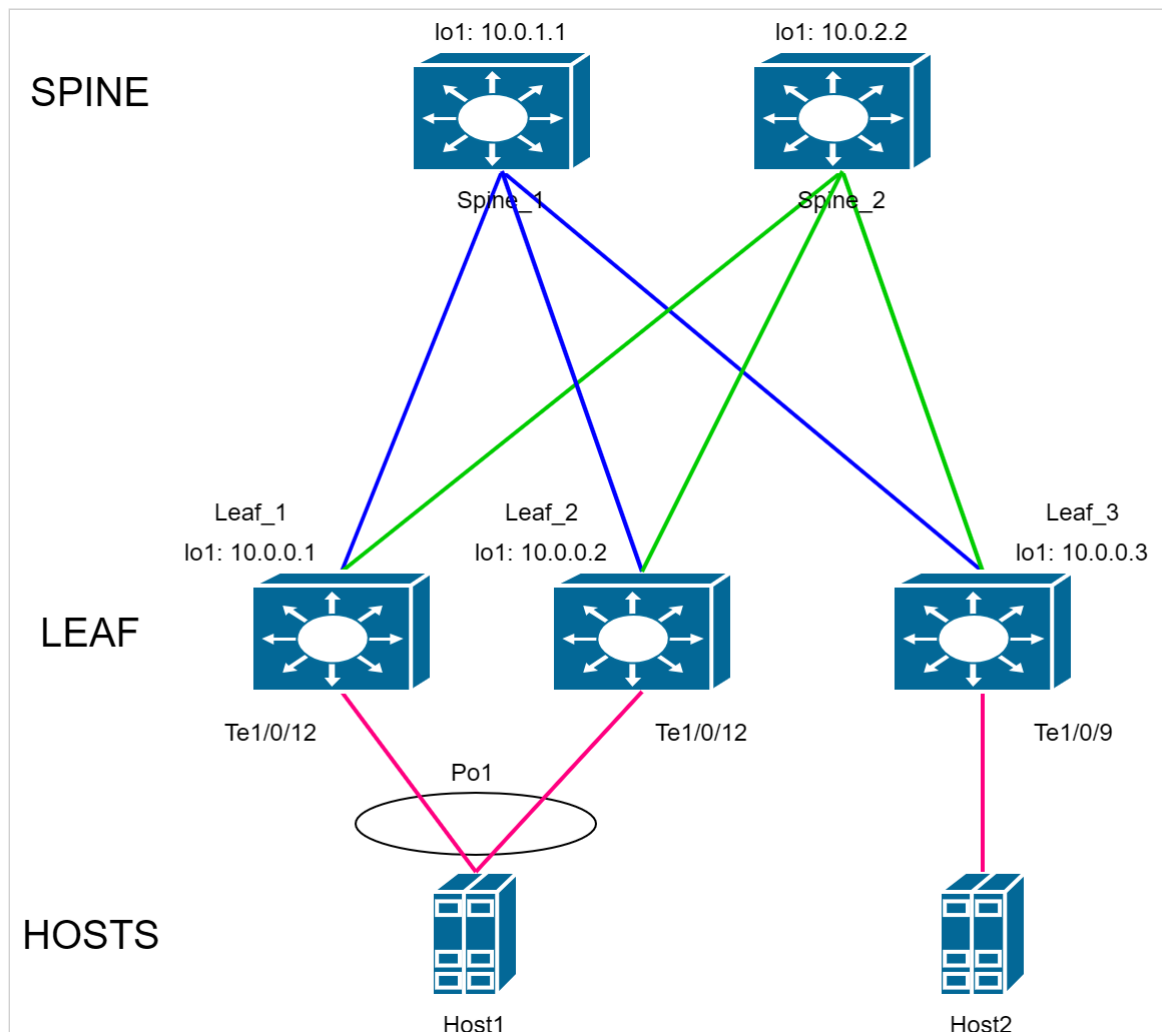 lo1: 10.0.1.1
lo1: 10.0.2.2
SPINE
Spine_1
Spine_2
Leaf_1
Leaf_2
Leaf_3
lo1: 10.0.0.1
lo1: 10.0.0.2
lo1: 10.0.0.3
LEAF
Te1/0/12
Te1/0/12
Te1/0/9
Po1
HOSTS
Host1
Host2